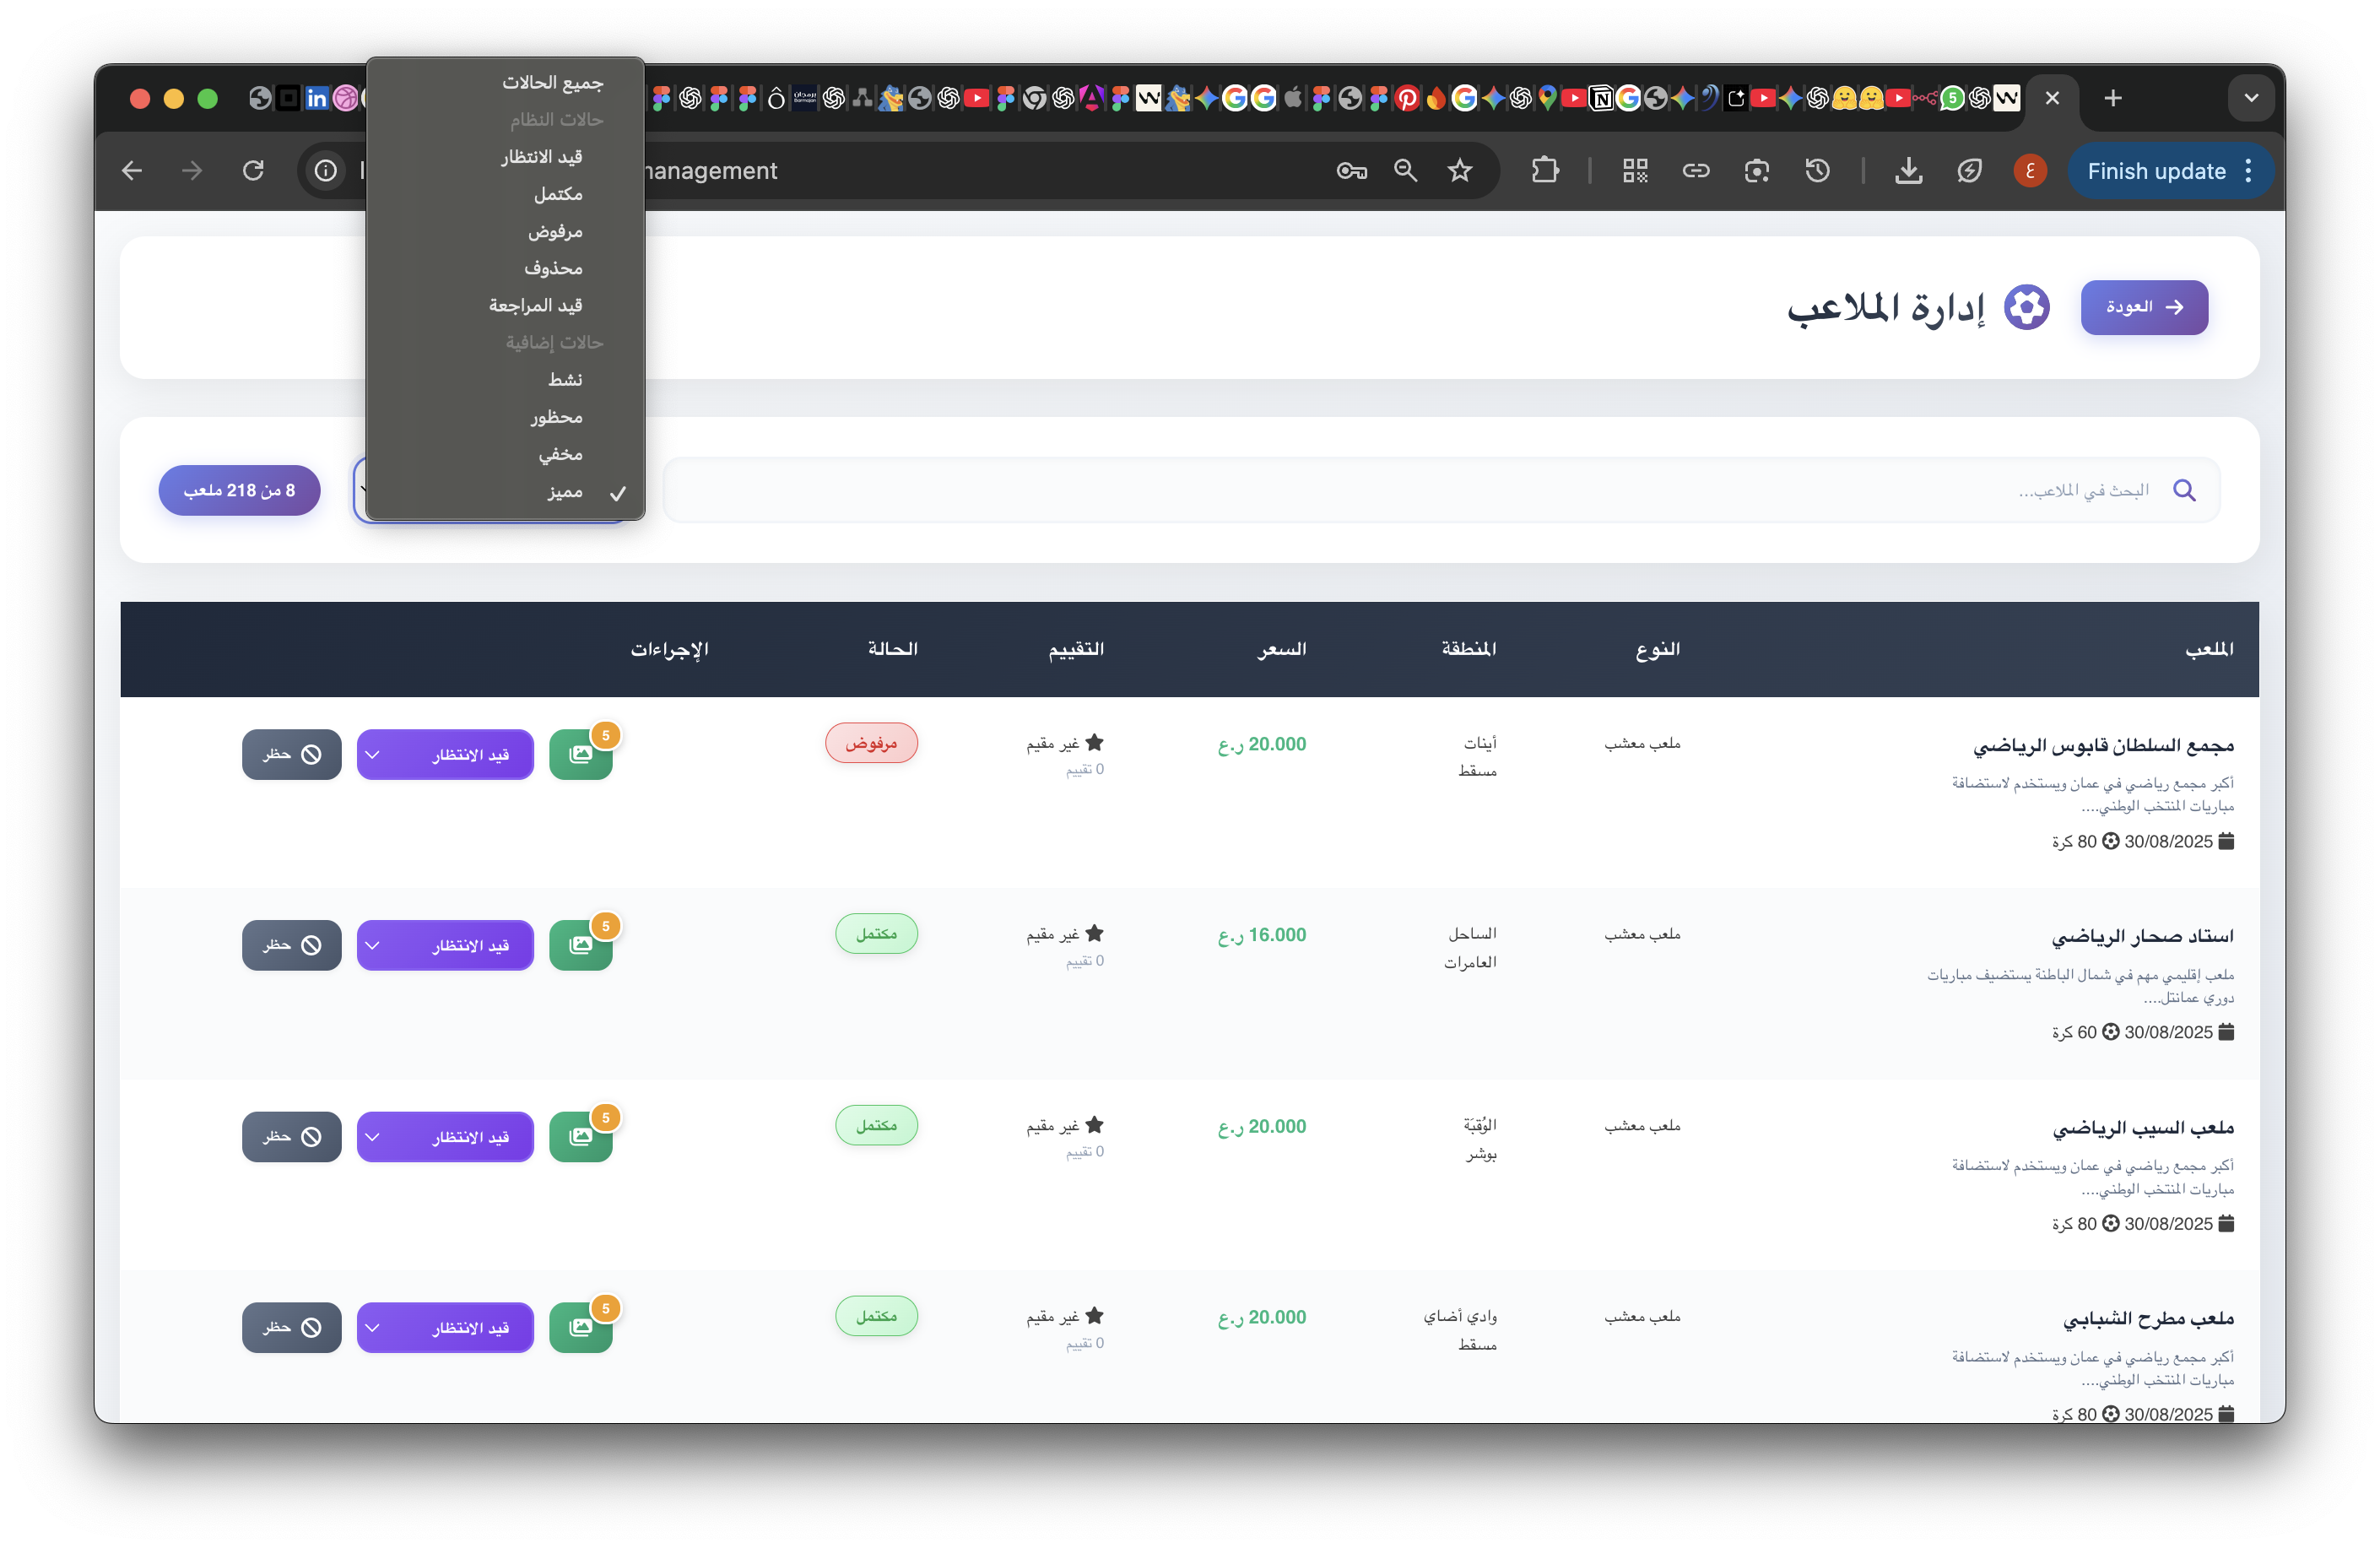 جميع الحالات
حالات النظام
قيد الانتظار
مكتمل
مرفوض
محذوف
قيد المراجعة
حالات إضافية
نشط
محظور
مخفي
مميز
anagement
Finish update
العودة
إدارة الملاعب
البحث في الملاعب...
8 من 218 ملعب
الملعب النوع المنطقة السعر التقييم الحالة الإجراءات
مجمع السلطان قابوس الرياضي
أكبر مجمع رياضي في عمان ويستخدم لاستضافة
مباريات المنتخب الوطني....
30/08/2025 80 كرة
ملعب معشب
أينات
مسقط
20.000 ر.ع
غير مقيم
0 تقييم
مرفوض
5
قيد الانتظار
حظر
استاد صحار الرياضي
ملعب إقليمي مهم في شمال الباطنة يستضيف مباريات
دوري عمانتل....
30/08/2025 60 كرة
ملعب معشب
الساحل
العامرات
16.000 ر.ع
غير مقيم
0 تقييم
مكتمل
5
قيد الانتظار
حظر
ملعب السيب الرياضي
أكبر مجمع رياضي في عمان ويستخدم لاستضافة
مباريات المنتخب الوطني....
30/08/2025 80 كرة
ملعب معشب
الوُقبَة
بوشر
20.000 ر.ع
غير مقيم
0 تقييم
مكتمل
5
قيد الانتظار
حظر
ملعب مطرح الشبابي
أكبر مجمع رياضي في عمان ويستخدم لاستضافة
مباريات المنتخب الوطني....
30/08/2025 80 كرة
ملعب معشب
وادي أضاي
مسقط
20.000 ر.ع
غير مقيم
0 تقييم
مكتمل
5
قيد الانتظار
حظر